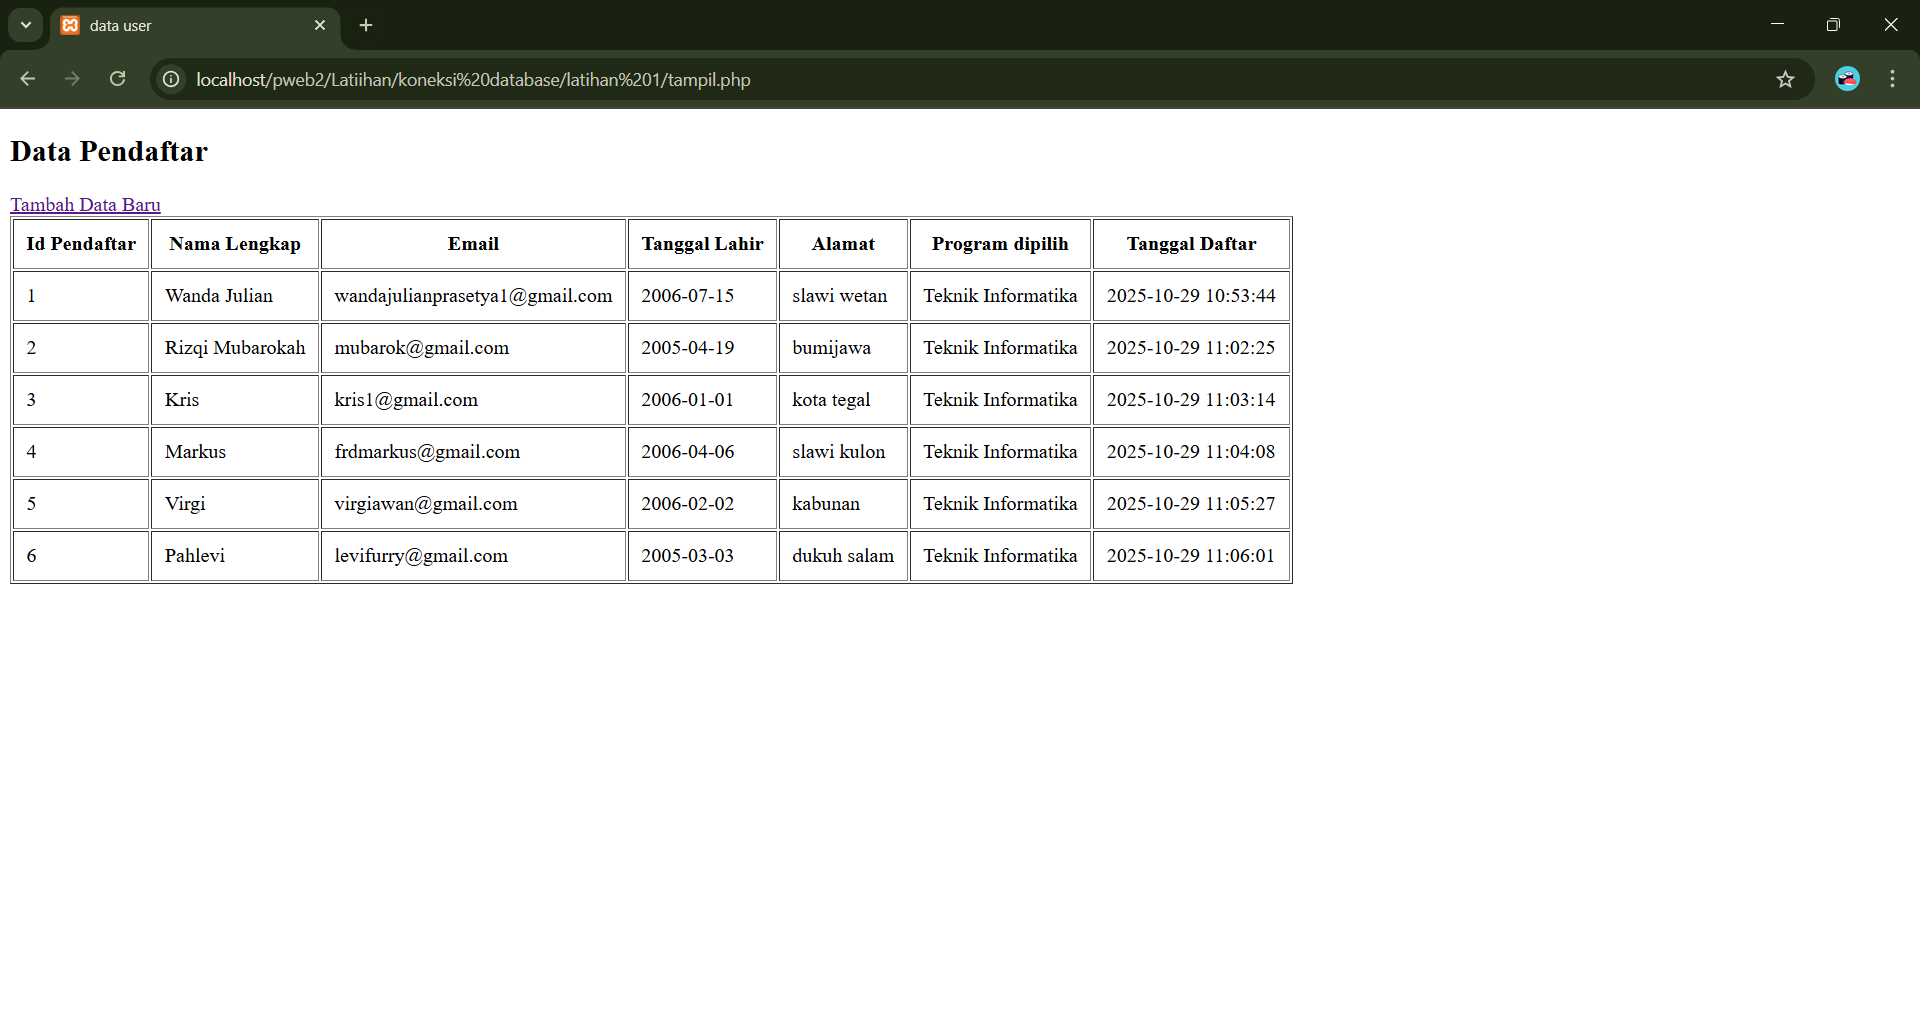 data user
localhost/pweb2/Latiihan/koneksi%20database/latihan%201/tampil.php
Data Pendaftar
Tambah Data Baru
Id Pendaftar Nama Lengkap Email Tanggal Lahir Alamat Program dipilih Tanggal Daftar
1 Wanda Julian wandajulianprasetya1@gmail.com 2006-07-15 slawi wetan Teknik Informatika 2025-10-29 10:53:44
2 Rizqi Mubarokah mubarok@gmail.com 2005-04-19 bumijawa Teknik Informatika 2025-10-29 11:02:25
3 Kris kris1@gmail.com 2006-01-01 kota tegal Teknik Informatika 2025-10-29 11:03:14
4 Markus frdmarkus@gmail.com 2006-04-06 slawi kulon Teknik Informatika 2025-10-29 11:04:08
5 Virgi virgiawan@gmail.com 2006-02-02 kabunan Teknik Informatika 2025-10-29 11:05:27
6 Pahlevi levifurry@gmail.com 2005-03-03 dukuh salam Teknik Informatika 2025-10-29 11:06:01